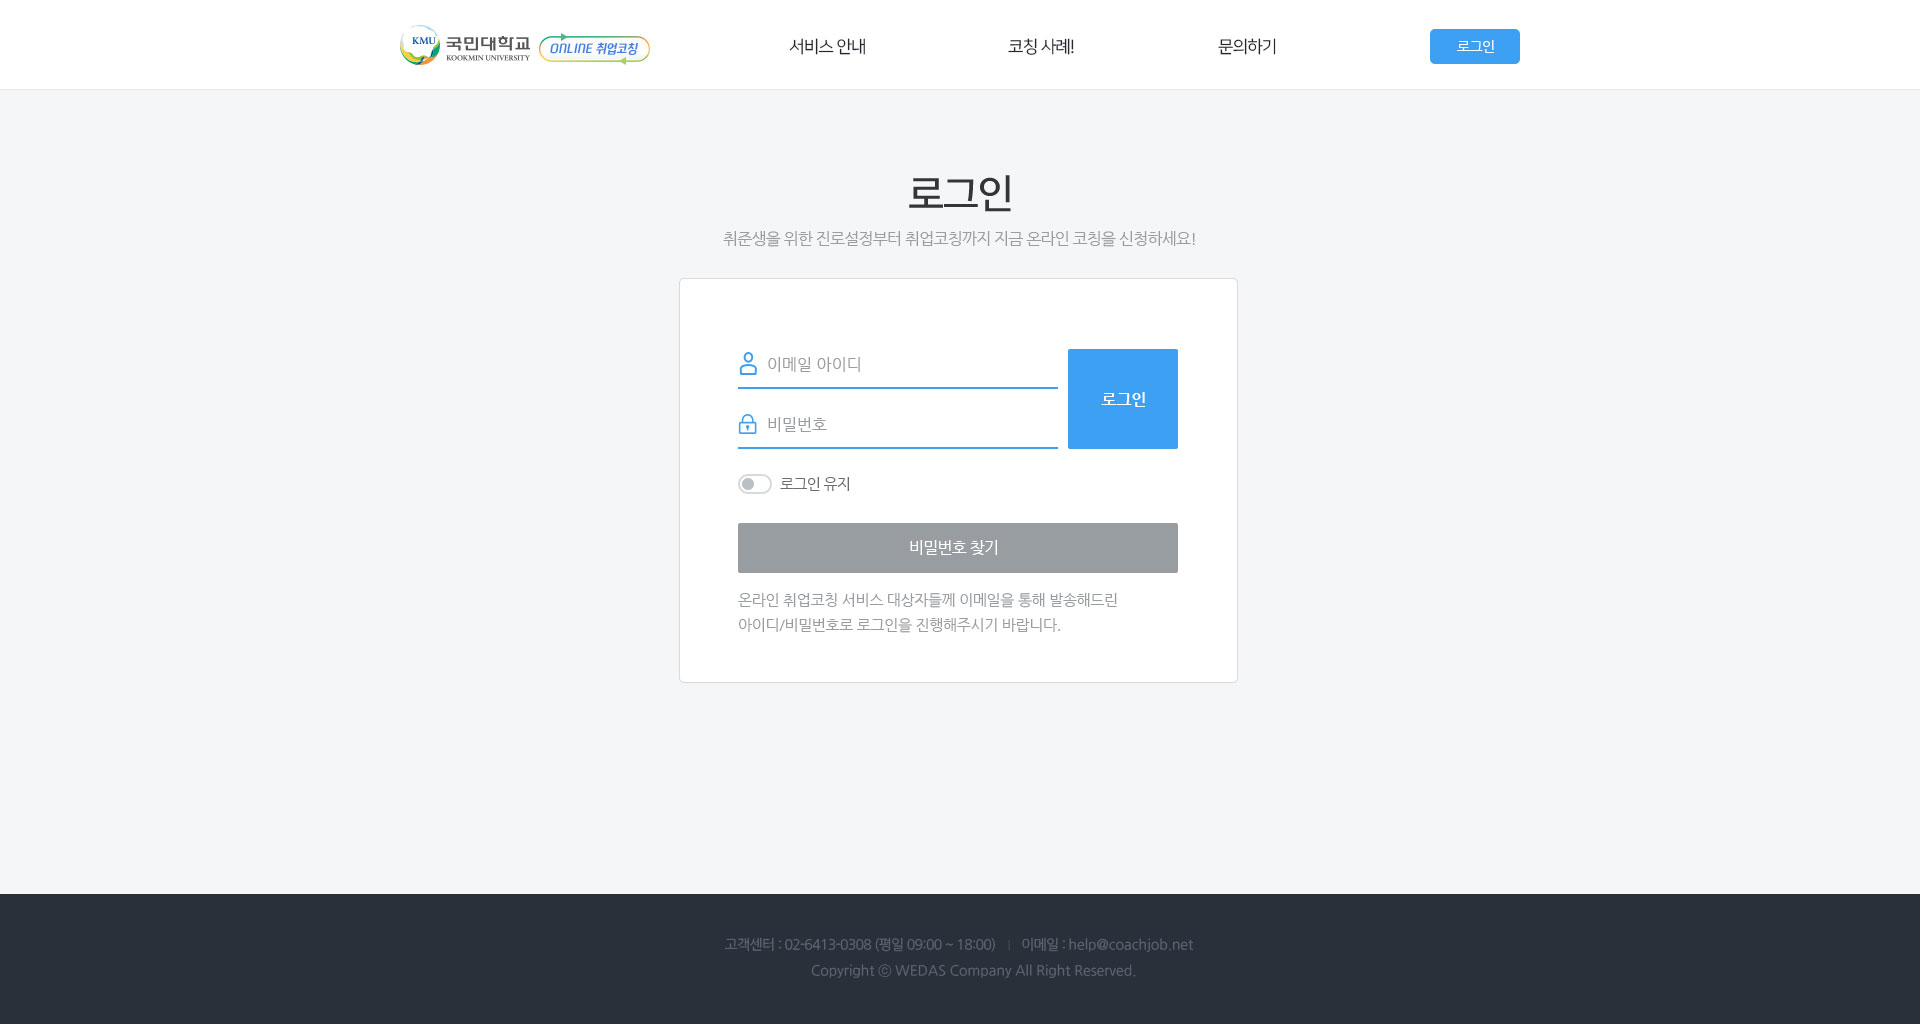 KMU 국민대학교 KOOKMIN UNIVERSITY ONLINE 취업코칭
서비스 안내
코칭 사례!
문의하기
로그인
로그인
취준생을 위한 진로설정부터 취업코칭까지 지금 온라인 코칭을 신청하세요!
이메일 아이디
비밀번호
로그인
로그인 유지
비밀번호 찾기
온라인 취업코칭 서비스 대상자들께 이메일을 통해 발송해드린
아이디/비밀번호로 로그인을 진행해주시기 바랍니다.
고객센터 : 02-6413-0308 (평일 09:00 ~ 18:00) | 이메일 : help@coachjob.net
Copyright ⓒ WEDAS Company All Right Reserved.